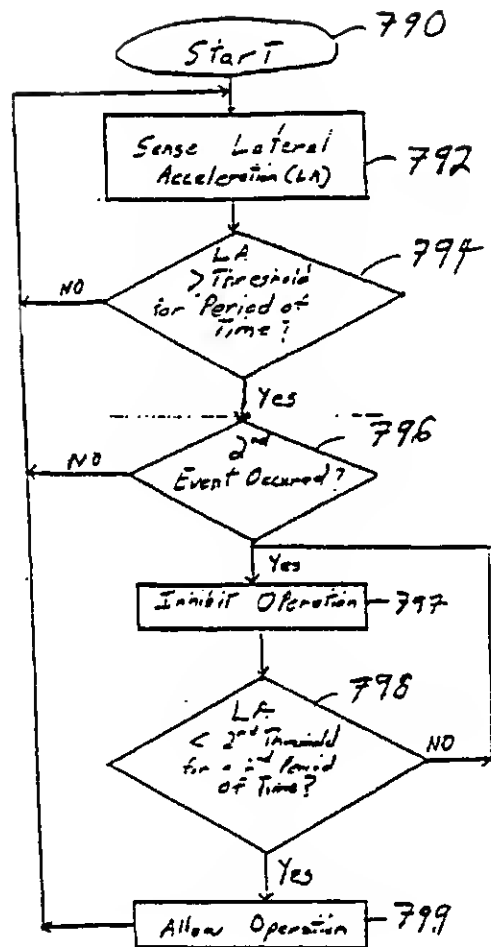 Start
790
Sense Lateral
Acceleration (LA)
792
LA
> Threshold
for Period of
Time?
794
NO
Yes
2nd
Event Occured?
796
NO
Yes
Inhibit Operation
797
LA
< 2nd Threshold
for a 2nd Period
of Time?
798
NO
Yes
Allow Operation
799